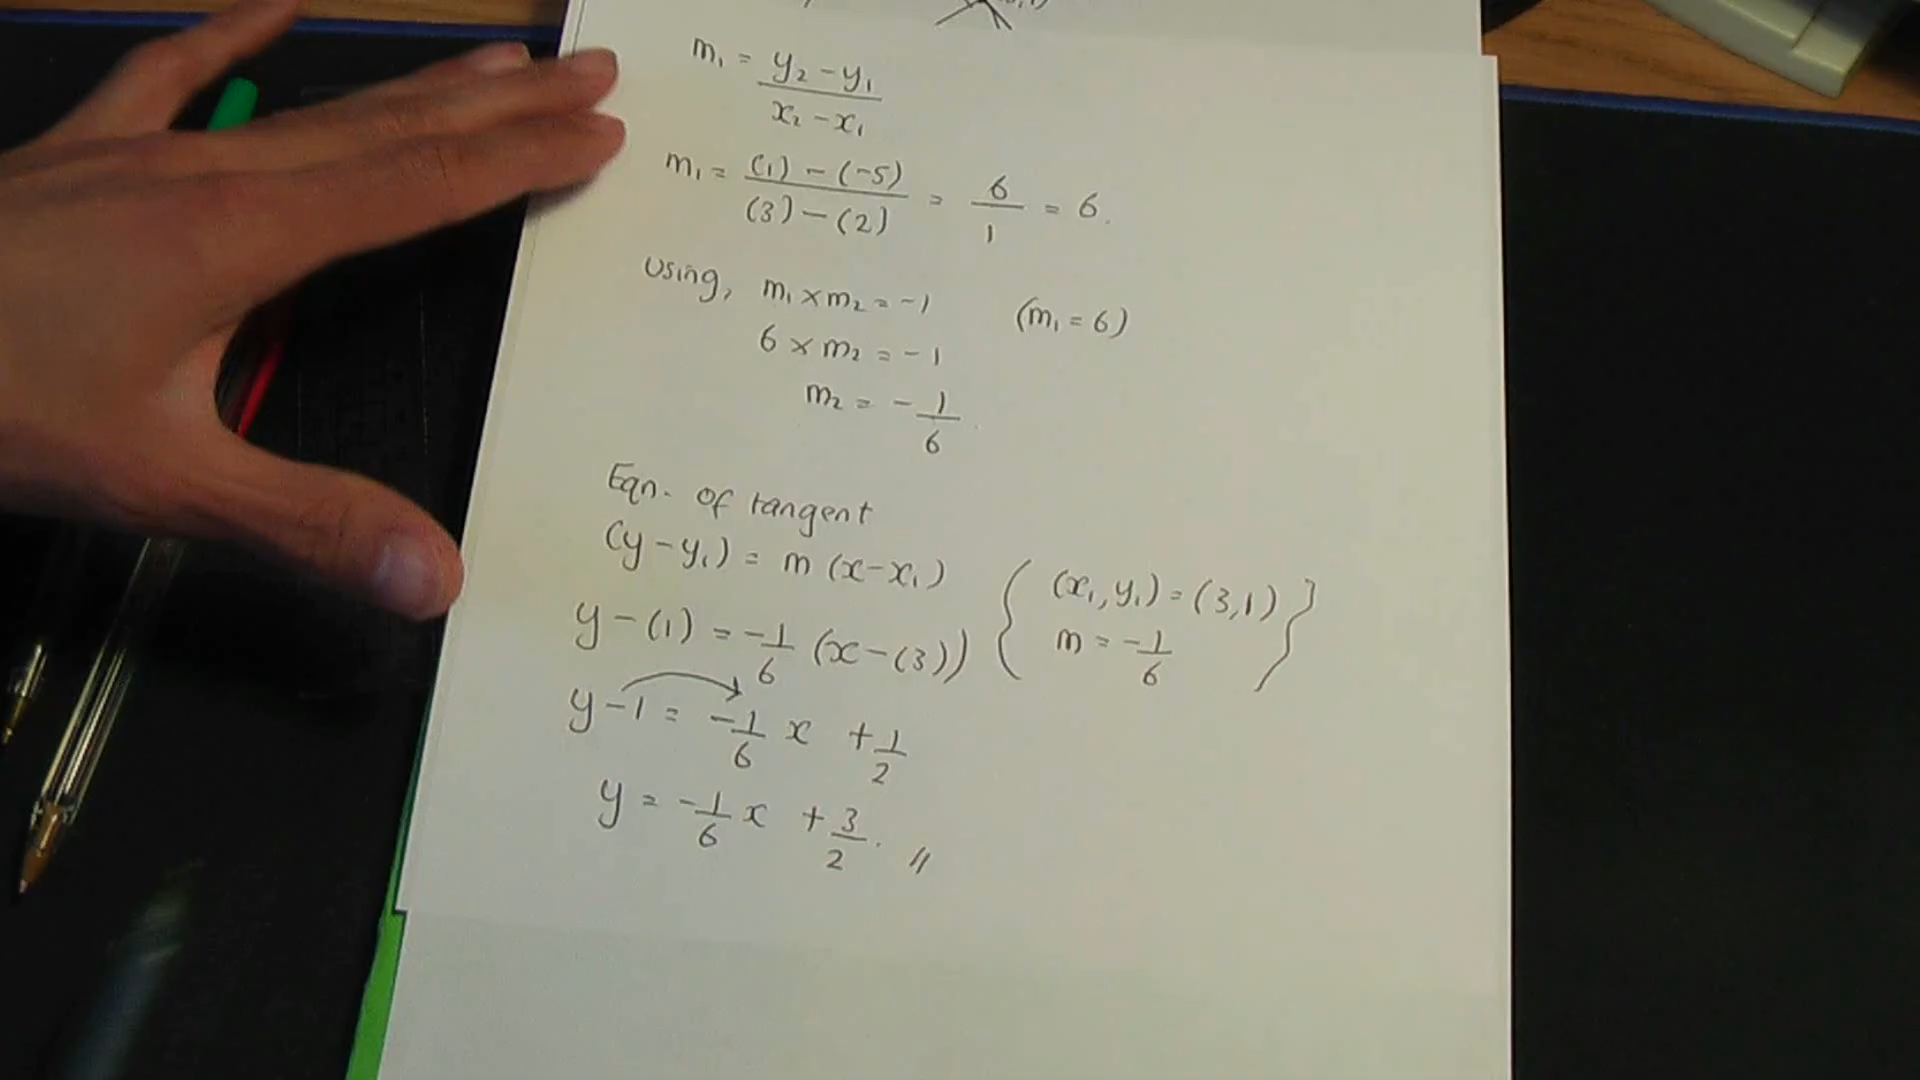 m₁ = y₂ - y₁ / x₂ - x₁
m₁ = (1) - (-5) / (3) - (2) = 6 / 1 = 6.
Using, m₁ × m₂ = -1 (m₁ = 6)
6 × m₂ = -1
m₂ = - 1 / 6
Eqn. of tangent
(y - y₁) = m (x - x₁) { (x₁, y₁) = (3, 1)
y - (1) = - 1 / 6 (x - (3)) m = - 1 / 6 }
y - 1 = - 1 / 6 x + 1 / 2
y = - 1 / 6 x + 3 / 2 . //